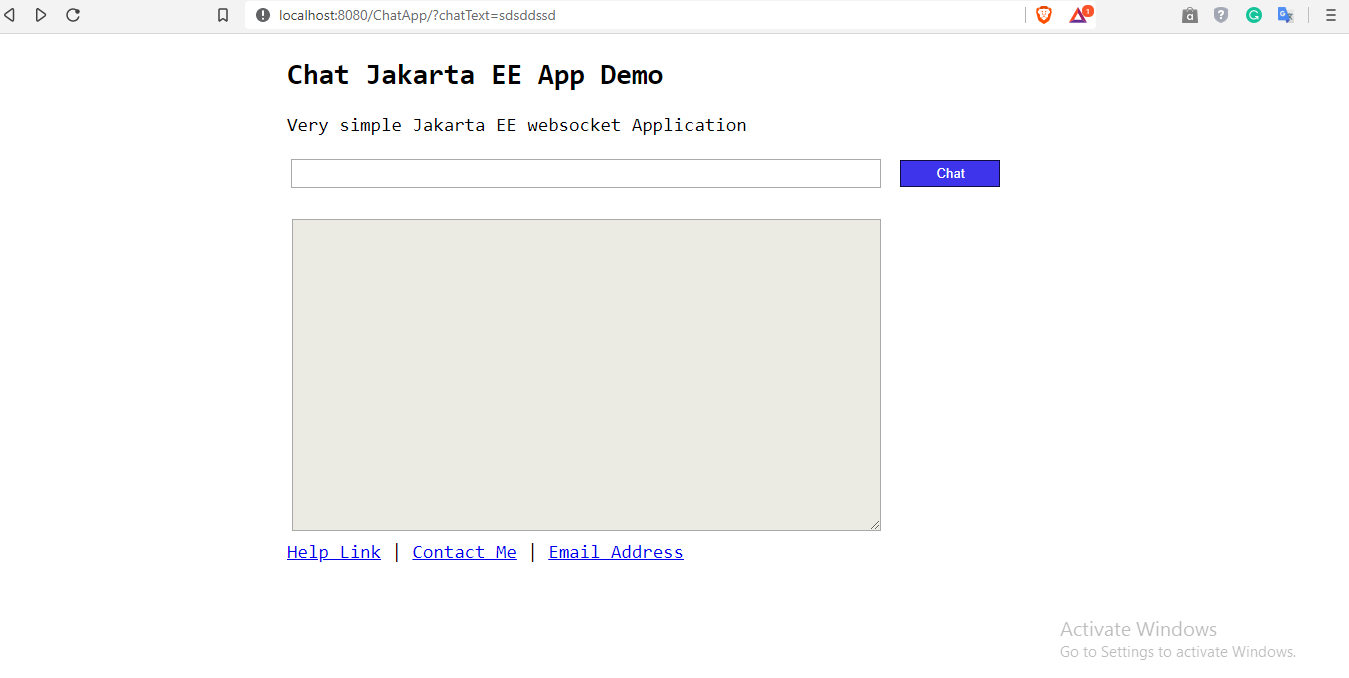 localhost:8080/ChatApp/?chatText=sdsddssd
1
Chat Jakarta EE App Demo
Very simple Jakarta EE websocket Application
Chat
Help Link | Contact Me | Email Address
Activate Windows
Go to Settings to activate Windows.